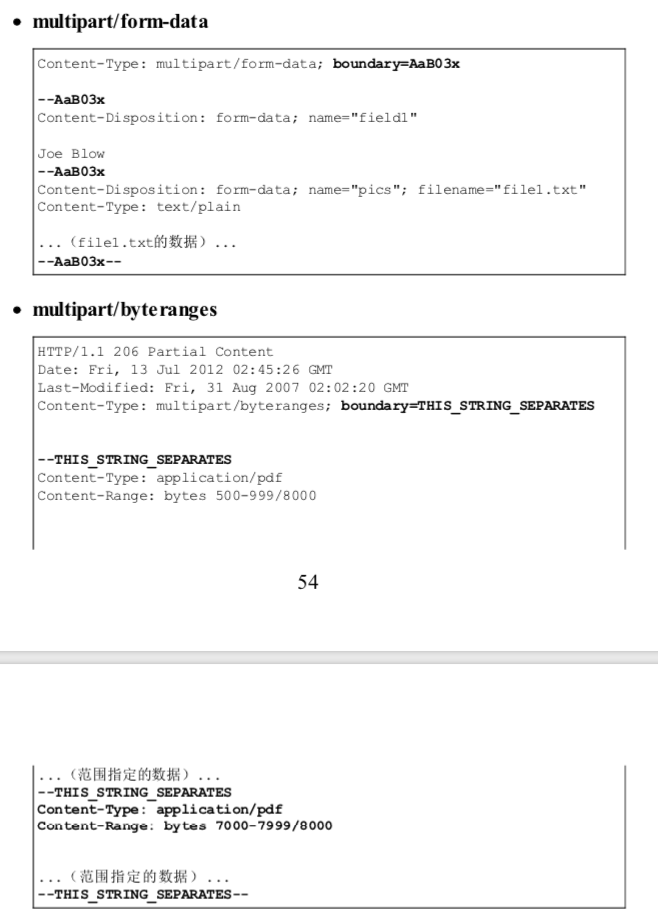 • multipart/form-data
Content-Type: multipart/form-data; boundary=AaB03x
--AaB03x
Content-Disposition: form-data; name="field1"
Joe Blow
--AaB03x
Content-Disposition: form-data; name="pics"; filename="file1.txt"
Content-Type: text/plain
...（file1.txt的数据）...
--AaB03x--
• multipart/byteranges
HTTP/1.1 206 Partial Content
Date: Fri, 13 Jul 2012 02:45:26 GMT
Last-Modified: Fri, 31 Aug 2007 02:02:20 GMT
Content-Type: multipart/byteranges; boundary=THIS_STRING_SEPARATES
--THIS_STRING_SEPARATES
Content-Type: application/pdf
Content-Range: bytes 500-999/8000
54
...（范围指定的数据）...
--THIS_STRING_SEPARATES
Content-Type: application/pdf
Content-Range: bytes 7000-7999/8000
...（范围指定的数据）...
--THIS_STRING_SEPARATES--